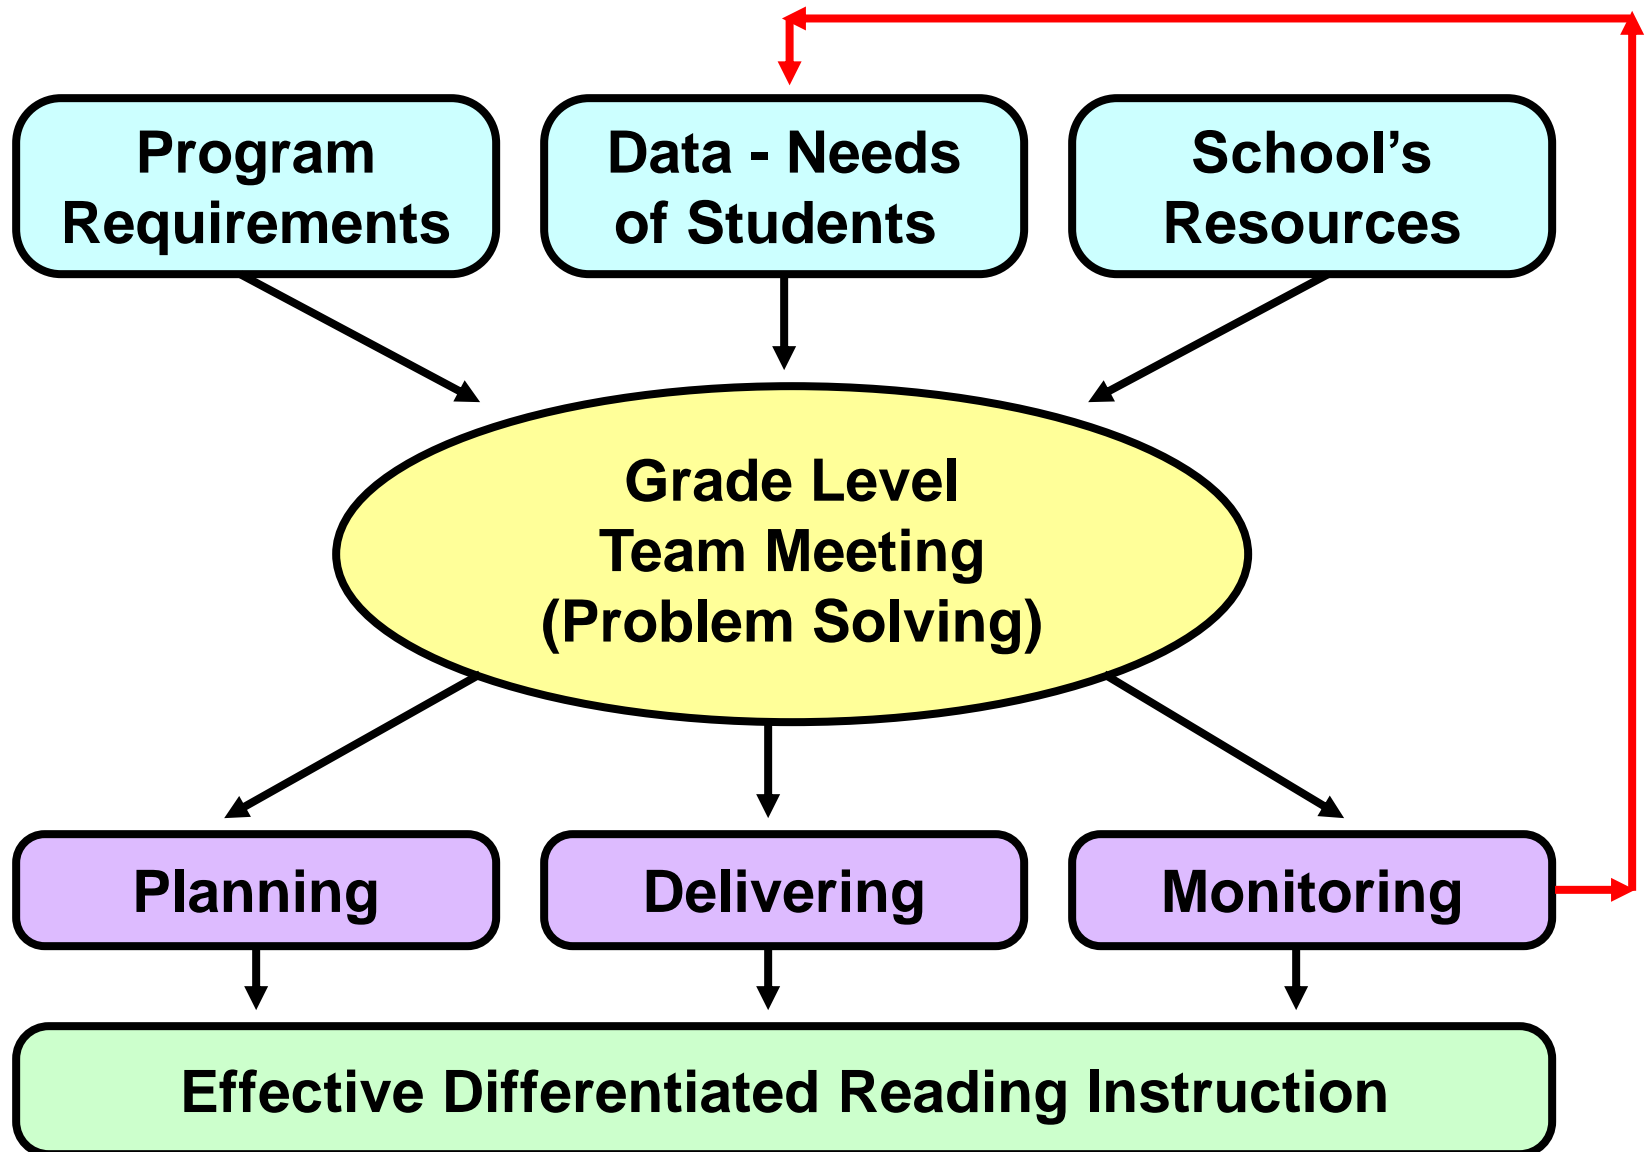 Program
Requirements
Data - Needs
of Students
School’s
Resources
Grade Level
Team Meeting
(Problem Solving)
Planning
Delivering
Monitoring
Effective Differentiated Reading Instruction